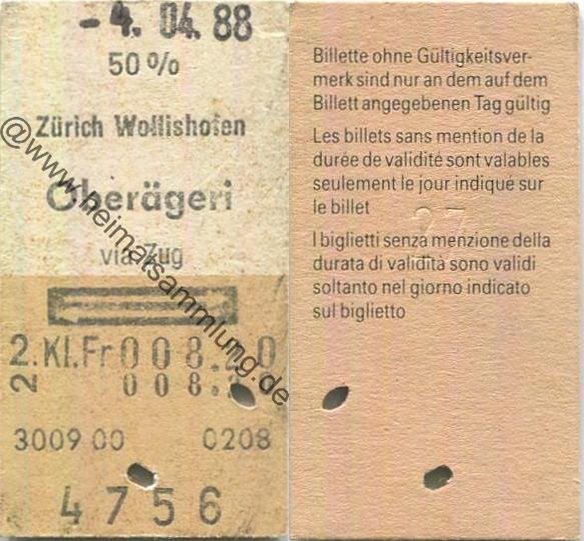 - 4. 04. 88
50 %
Zürich Wollishofen
Oberägeri
via Zug
2. Kl. Fr 008.
2
008.
3009 00 0208
4756
@www.heimatsammlung.de
Billette ohne Gültigkeitsver-
merk sind nur an dem auf dem
Billett angegebenen Tag gültig
Les billets sans mention de la
durée de validité sont valables
seulement le jour indiqué sur
le billet
I biglietti senza menzione della
durata di validità sono validi
soltanto nel giorno indicato
sul biglietto
27